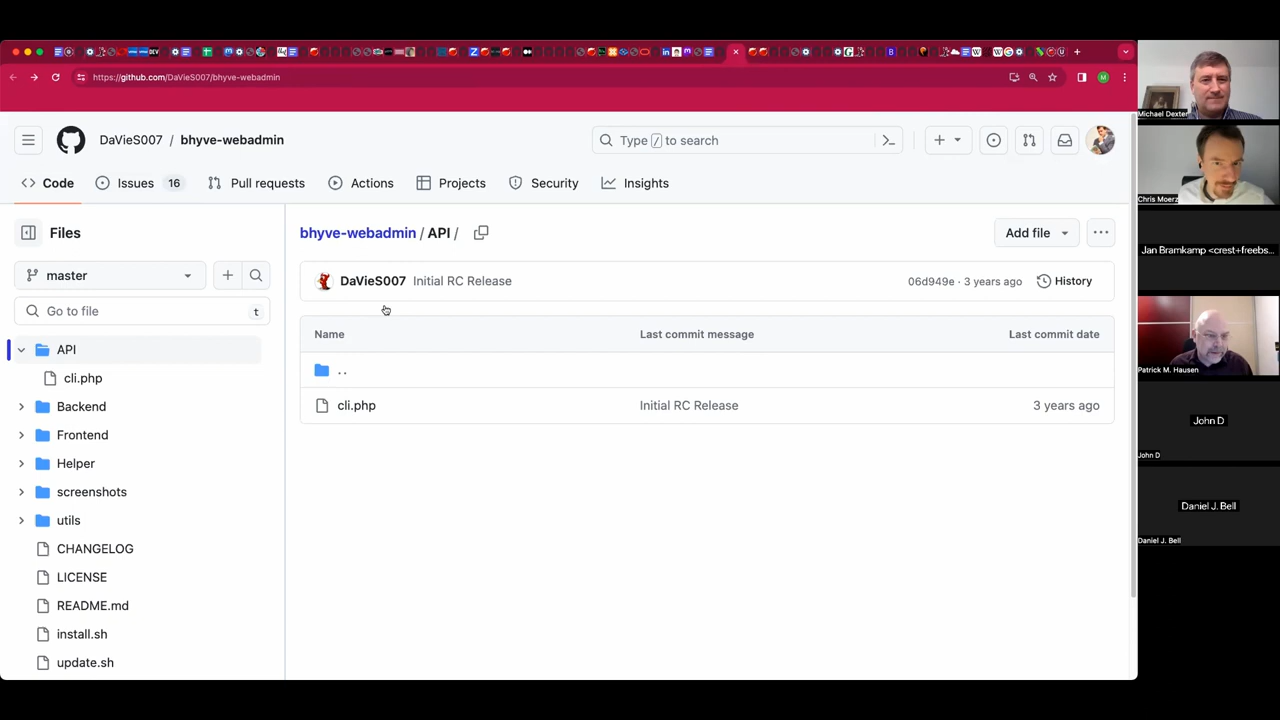 https://github.com/DaVieS007/bhyve-webadmin
DaVieS007 / bhyve-webadmin
Type / to search
Code
Issues 16
Pull requests
Actions
Projects
Security
Insights
Files
master
Go to file
t
API
cli.php
Backend
Frontend
Helper
screenshots
utils
CHANGELOG
LICENSE
README.md
install.sh
update.sh
bhyve-webadmin / API /
Add file
DaVieS007 Initial RC Release
06d949e · 3 years ago
History
Name
Last commit message
Last commit date
..
cli.php
Initial RC Release
3 years ago
Michael Dexter
Chris Moerz
Jan Bramkamp <crest+freebs...
Patrick M. Hausen
John D
John D
Daniel J. Bell
Daniel J. Bell